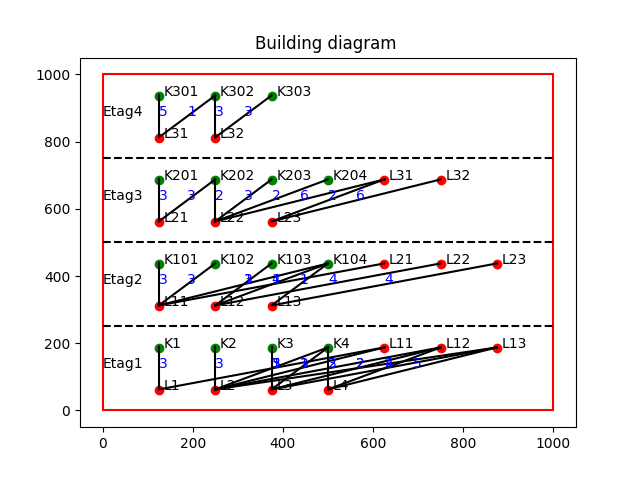 Building diagram
1000
800
600
400
200
0
0 200 400 600 800 1000
K301 K302 K303
Etag4 5 1 3 3
L31 L32
K201 K202 K203 K204 L31 L32
Etag3 3 3 2 3 2 6 2 6
L21 L22 L23
K101 K102 K103 K104 L21 L22 L23
Etag2 3 3 1 4 4
L11 L12 L13
K1 K2 K3 K4 L11 L12 L13
Etag1 3 3 2 5
L1 L2 L3 L4